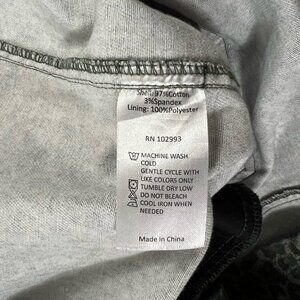 Shell: 97%Cotton
3%Spandex
Lining: 100%Polyester
RN 102993
MACHINE WASH
COLD
GENTLE CYCLE WITH
LIKE COLORS ONLY
TUMBLE DRY LOW
DO NOT BLEACH
COOL IRON WHEN
NEEDED
Made in China